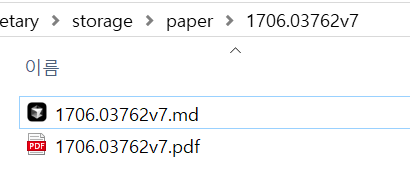 etary > storage > paper > 1706.03762v7
이름
1706.03762v7.md
PDF 1706.03762v7.pdf